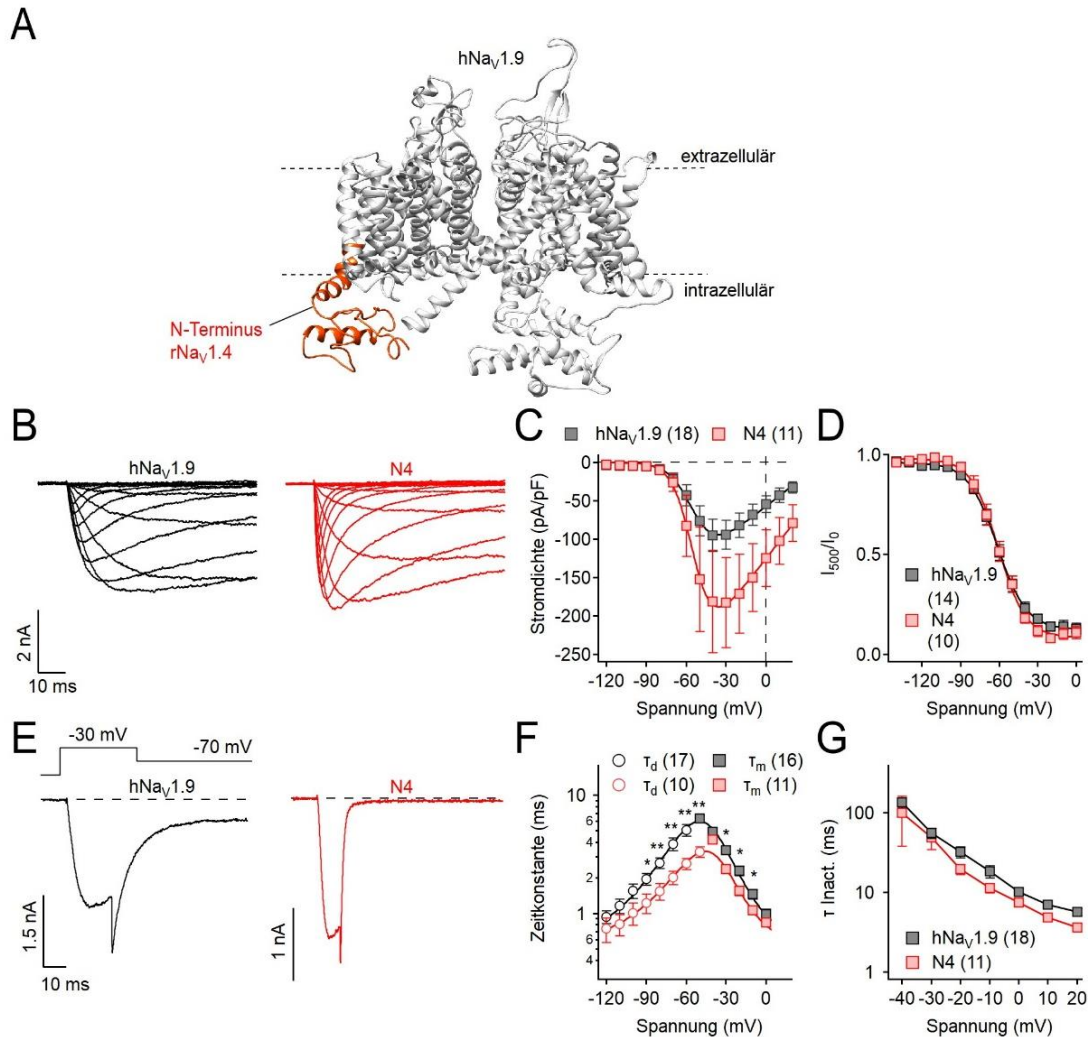 A
hNaV1.9
extrazellulär
intrazellulär
N-Terminus
rNaV1.4
B
hNaV1.9
N4
2 nA
10 ms
C
hNaV1.9 (18)
N4 (11)
0
-50
-100
-150
-200
-250
Stromdichte (pA/pF)
-120
-90
-60
-30
0
Spannung (mV)
D
1.0
0.5
0.0
I500/I0
hNaV1.9
(14)
N4
(10)
-120
-90
-60
-30
0
Spannung (mV)
E
-30 mV
-70 mV
hNaV1.9
N4
1.5 nA
10 ms
1 nA
F
τd (17)
τm (16)
τd (10)
τm (11)
10
6
4
2
1
6
4
Zeitkonstante (ms)
*
**
**
**
**
*
*
*
-120
-90
-60
-30
0
Spannung (mV)
G
100
10
1
τ Inact. (ms)
hNaV1.9 (18)
N4 (11)
-40
-30
-20
-10
0
10
20
Spannung (mV)